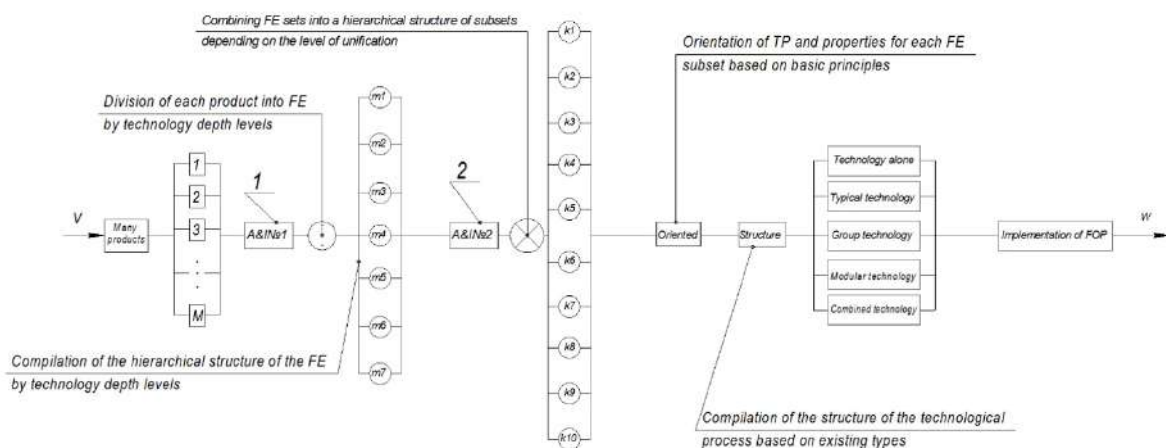 Combining FE sets into a hierarchical structure of subsets
depending on the level of unification
Division of each product into FE
by technology depth levels
Orientation of TP and properties for each FE
subset based on basic principles
V
Many
products
1
2
3
M
1
A&I№1
m1
m2
m3
m4
m5
m6
m7
2
A&I№2
k1
k2
k3
k4
k5
k6
k7
k8
k9
k10
Oriented
Structure
Technology alone
Typical technology
Group technology
Modular technology
Combined technology
Implementation of FOP
w
Compilation of the hierarchical structure of the FE
by technology depth levels
Compilation of the structure of the technological
process based on existing types